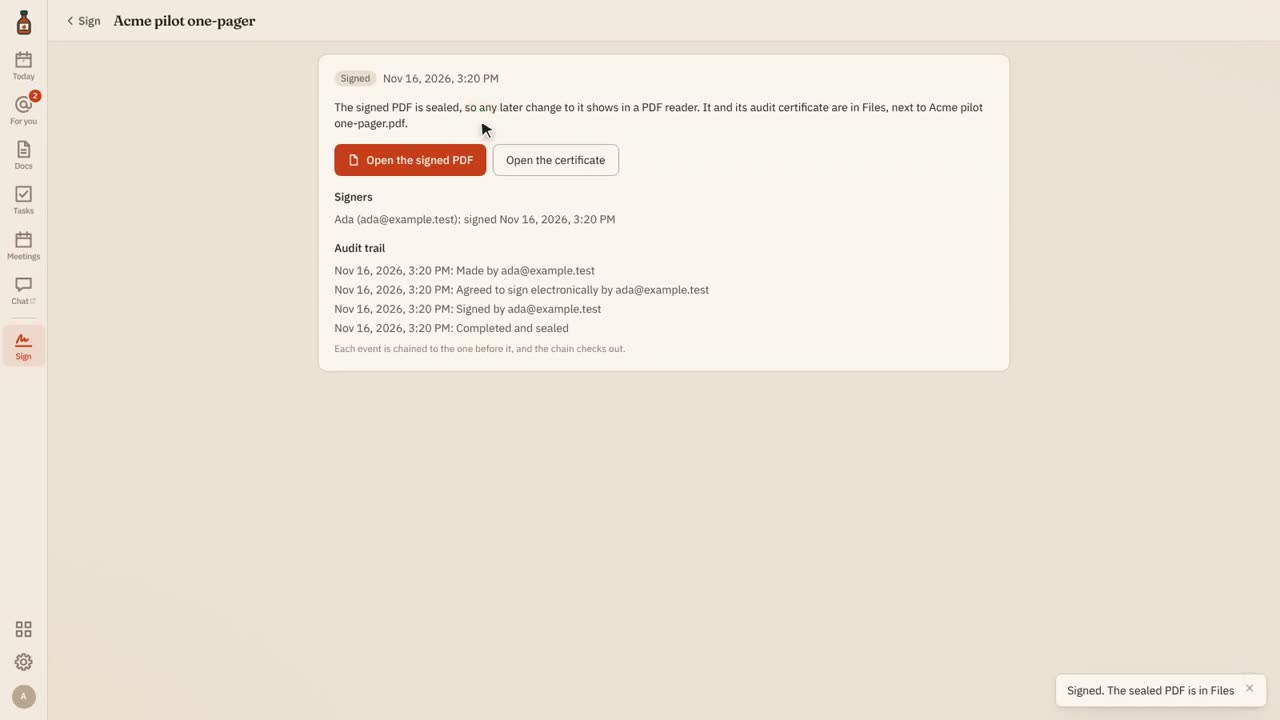 Sign
Acme pilot one-pager
Today
2
For you
Docs
Tasks
Meetings
Chat
Sign
A
Signed
Nov 16, 2026, 3:20 PM
The signed PDF is sealed, so any later change to it shows in a PDF reader. It and its audit certificate are in Files, next to Acme pilot
one-pager.pdf.
Open the signed PDF
Open the certificate
Signers
Ada (ada@example.test): signed Nov 16, 2026, 3:20 PM
Audit trail
Nov 16, 2026, 3:20 PM: Made by ada@example.test
Nov 16, 2026, 3:20 PM: Agreed to sign electronically by ada@example.test
Nov 16, 2026, 3:20 PM: Signed by ada@example.test
Nov 16, 2026, 3:20 PM: Completed and sealed
Each event is chained to the one before it, and the chain checks out.
Signed. The sealed PDF is in Files